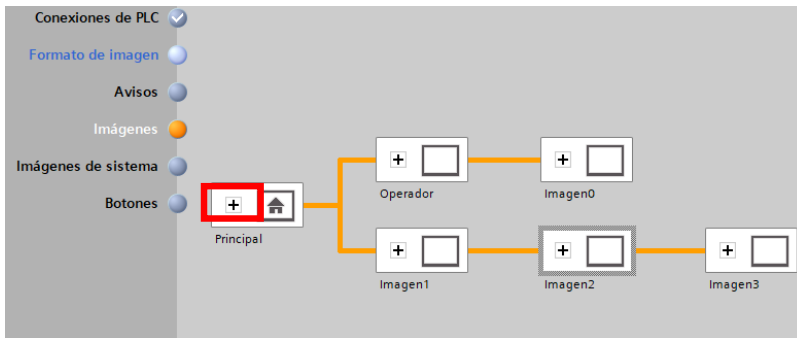 Conexiones de PLC
Formato de imagen
Avisos
Imágenes
Imágenes de sistema
Botones
Operador
Imagen0
Principal
Imagen1
Imagen2
Imagen3